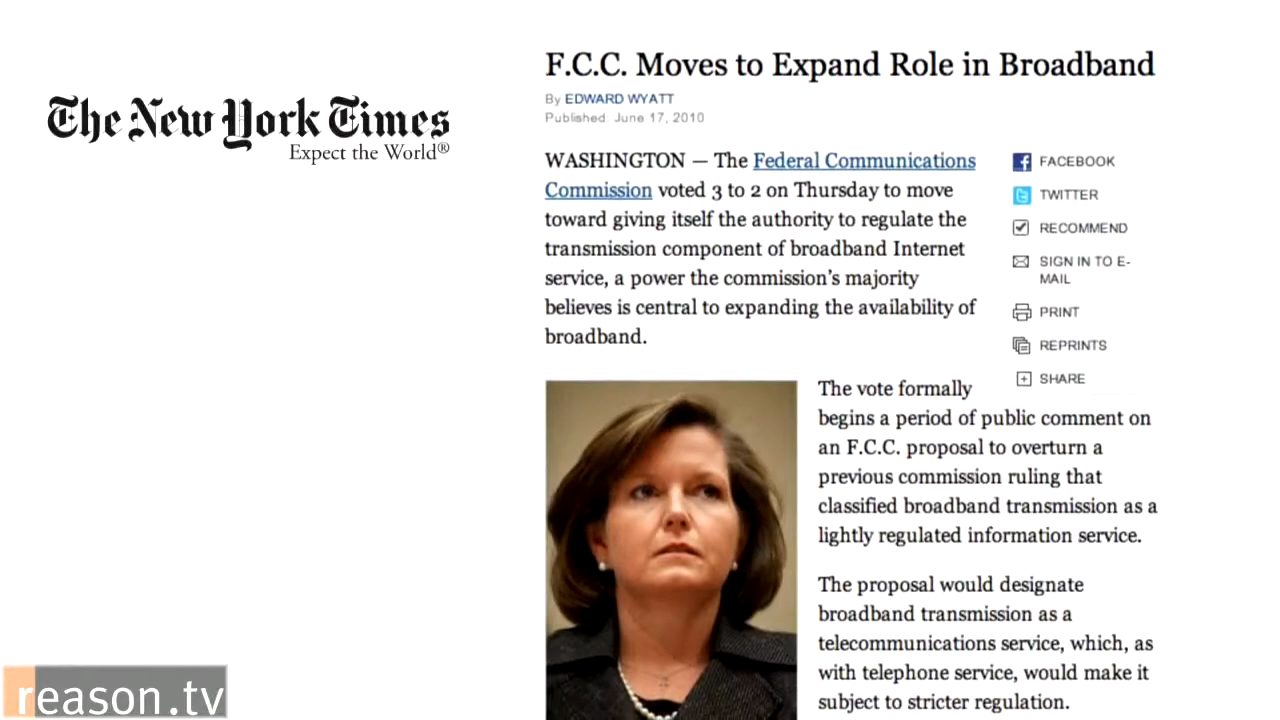 The New York Times
Expect the World®
F.C.C. Moves to Expand Role in Broadband
By EDWARD WYATT
Published: June 17, 2010
WASHINGTON — The Federal Communications
Commission voted 3 to 2 on Thursday to move
toward giving itself the authority to regulate the
transmission component of broadband Internet
service, a power the commission's majority
believes is central to expanding the availability of
broadband.
FACEBOOK
TWITTER
RECOMMEND
SIGN IN TO E-
MAIL
PRINT
REPRINTS
SHARE
The vote formally
begins a period of public comment on
an F.C.C. proposal to overturn a
previous commission ruling that
classified broadband transmission as a
lightly regulated information service.
The proposal would designate
broadband transmission as a
telecommunications service, which, as
with telephone service, would make it
subject to stricter regulation.
reason.tv